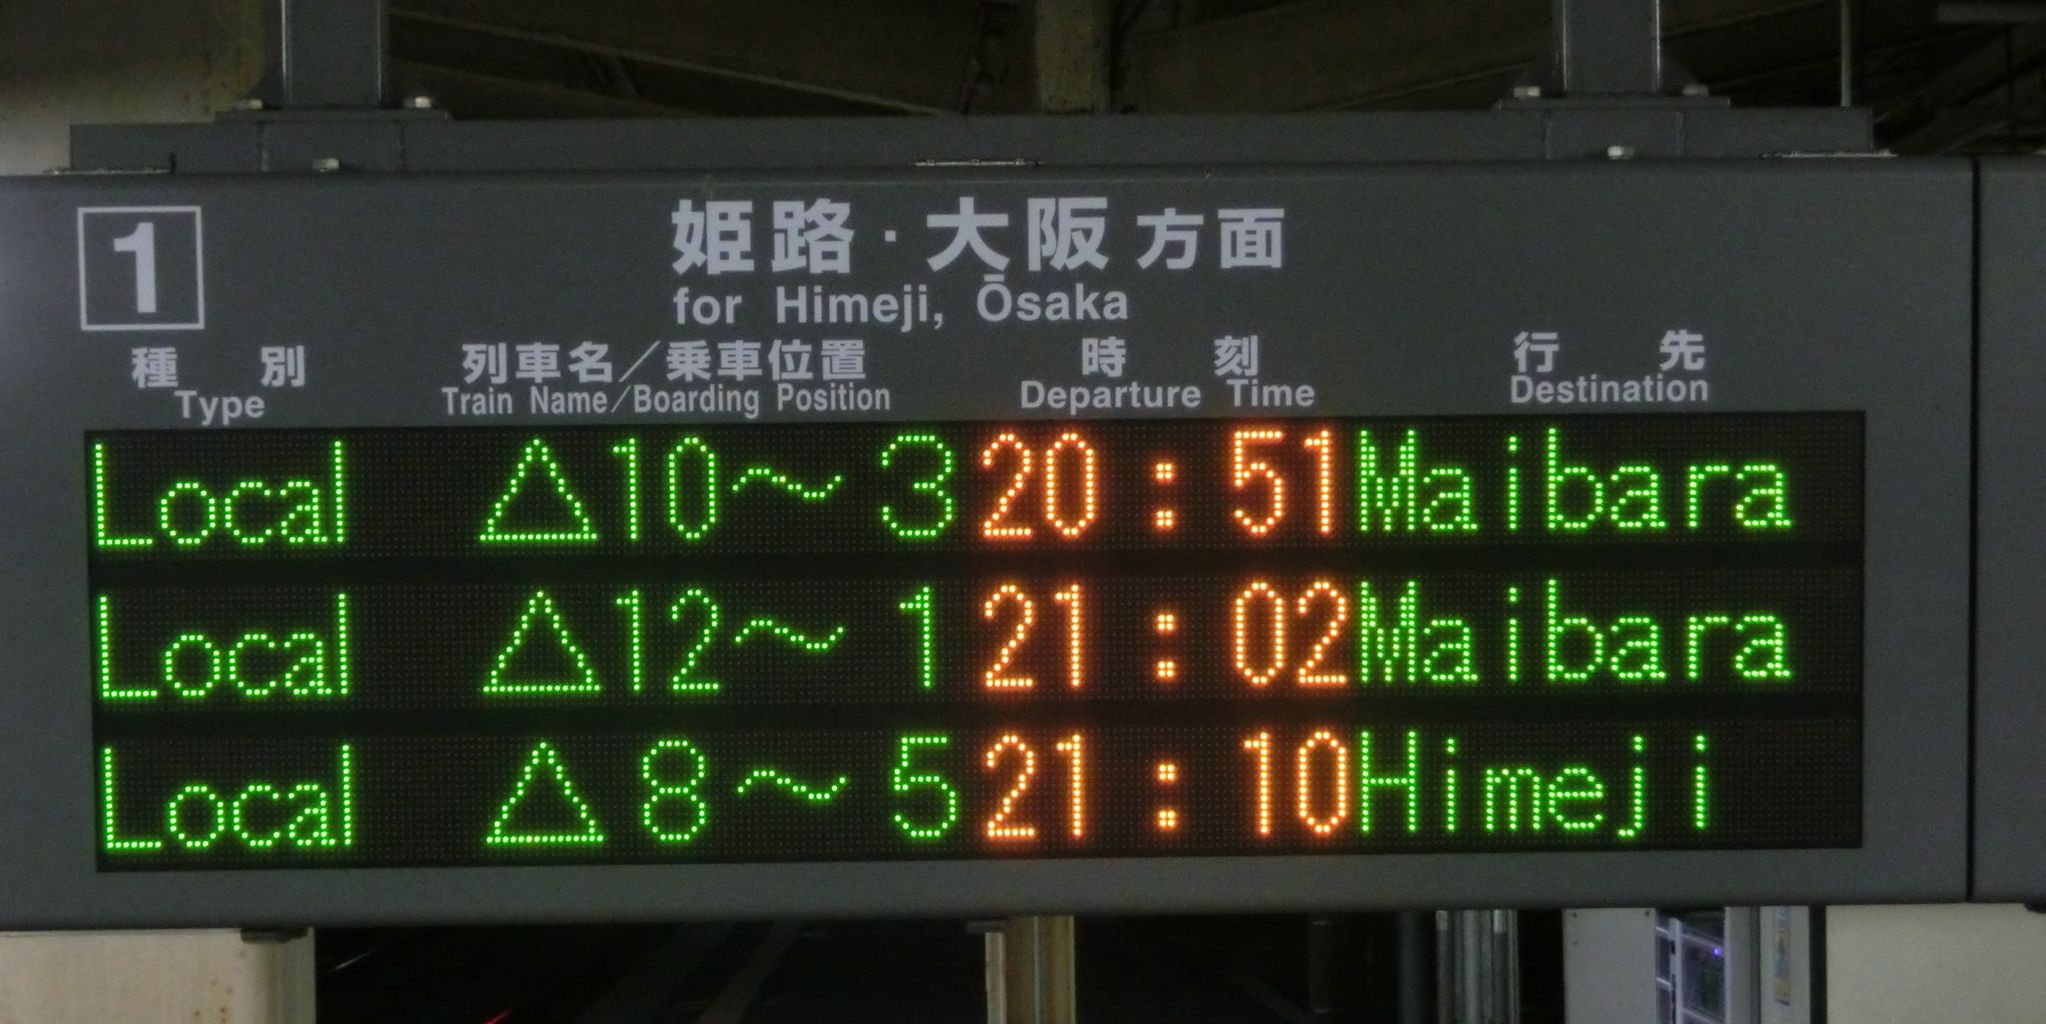 1
姫路・大阪方面
for Himeji, Ōsaka
種別 列車名／乗車位置 時刻 行先
Type Train Name/Boarding Position Departure Time Destination
Local △10～3 20:51 Maibara
Local △12～1 21:02 Maibara
Local △8～5 21:10 Himeji